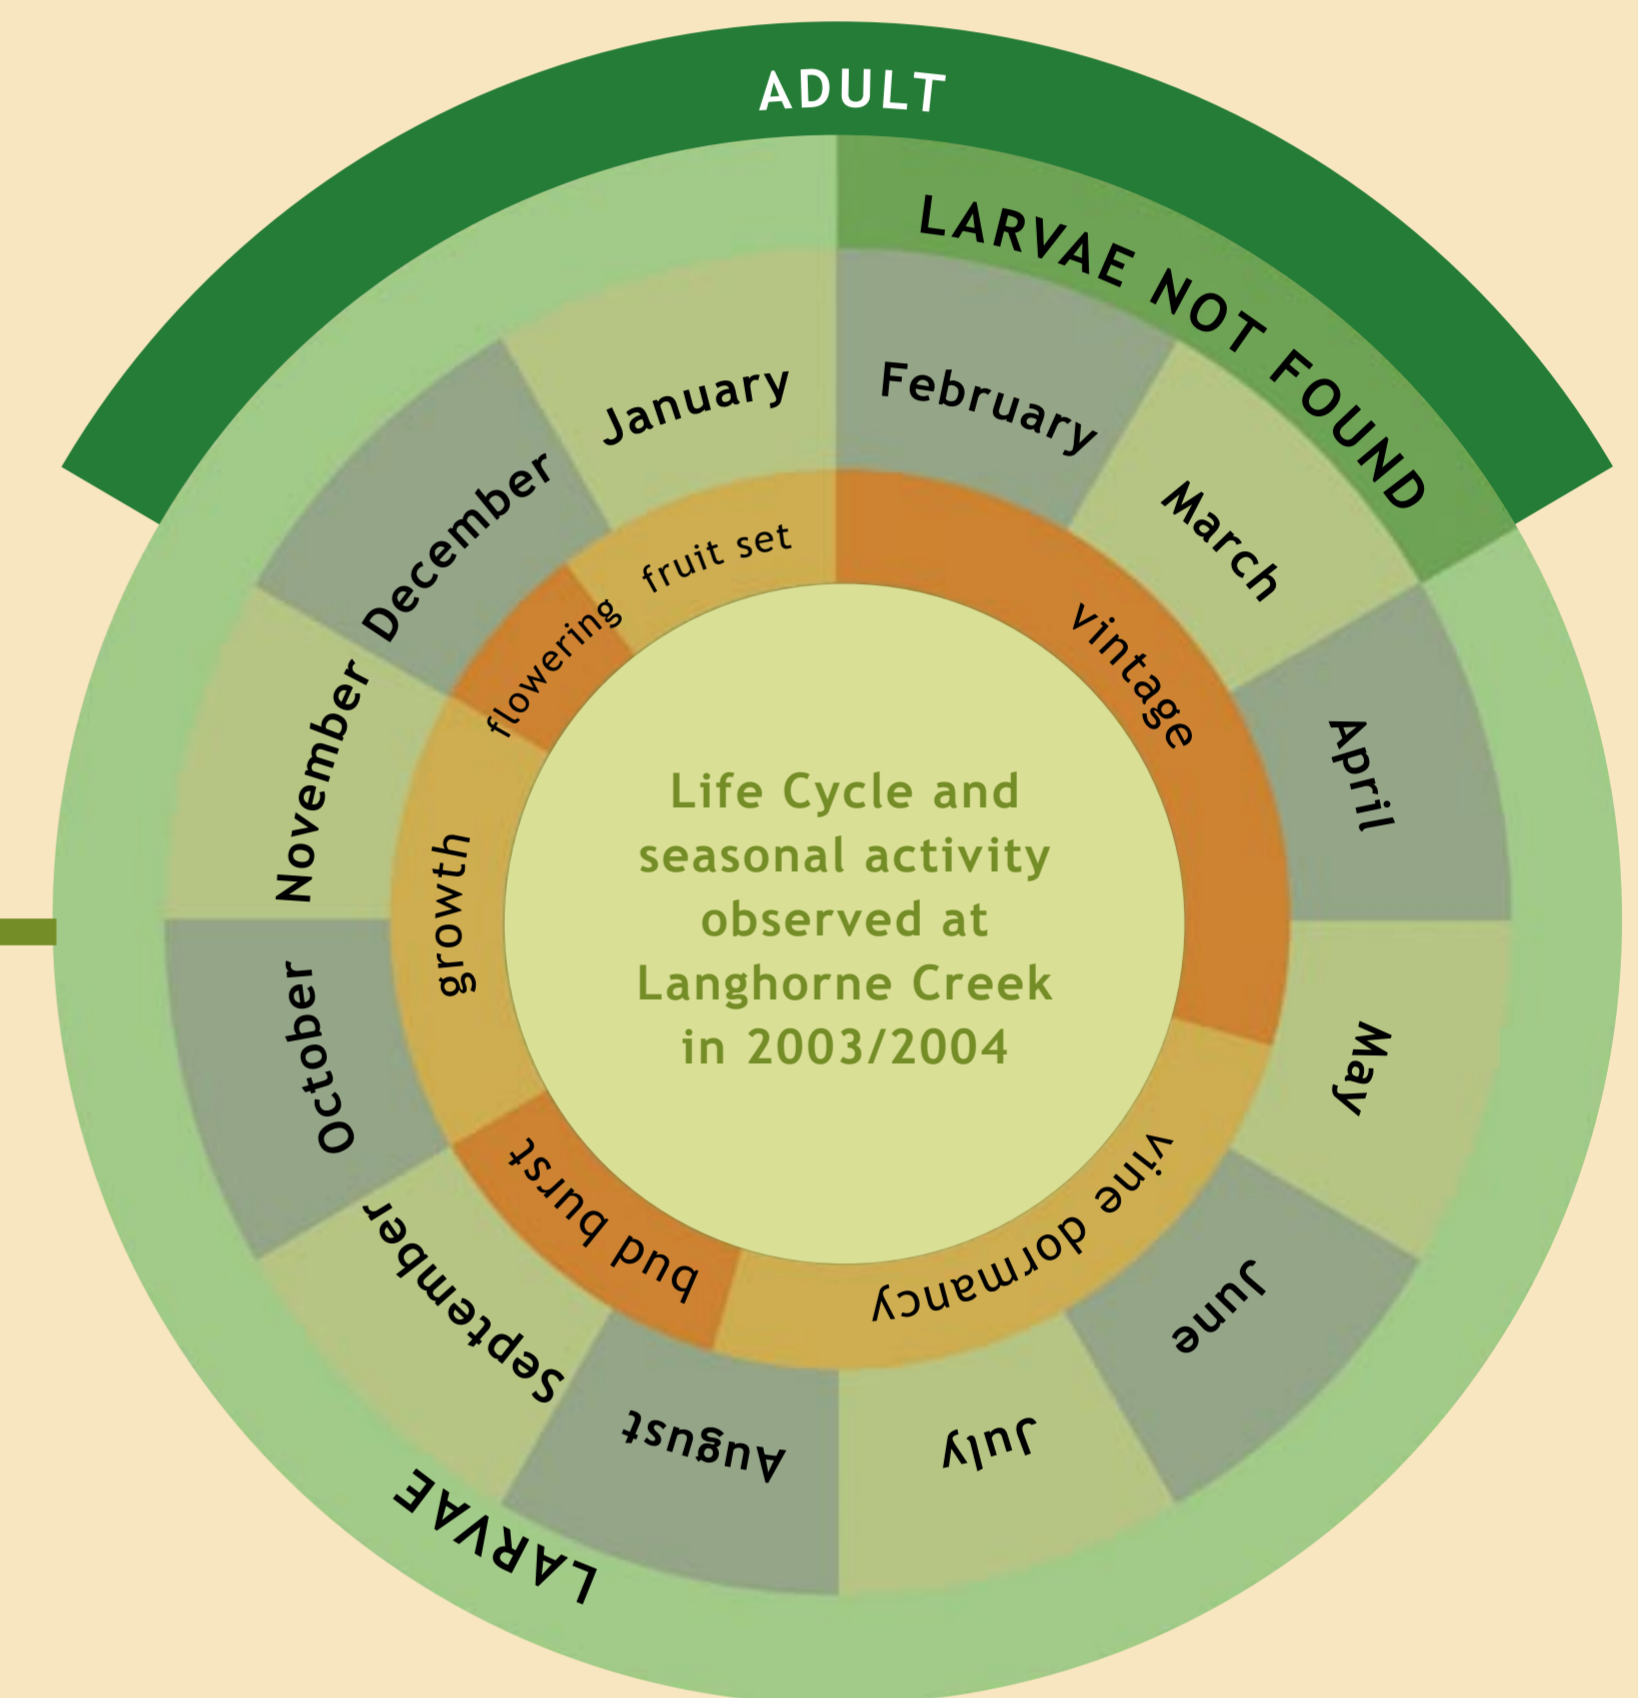 ADULT
LARVAE NOT FOUND
January
February
March
April
May
June
July
August
September
October
November
December
LARVAE
fruit set
vintage
vine dormancy
bud burst
growth
flowering
Life Cycle and
seasonal activity
observed at
Langhorne Creek
in 2003/2004